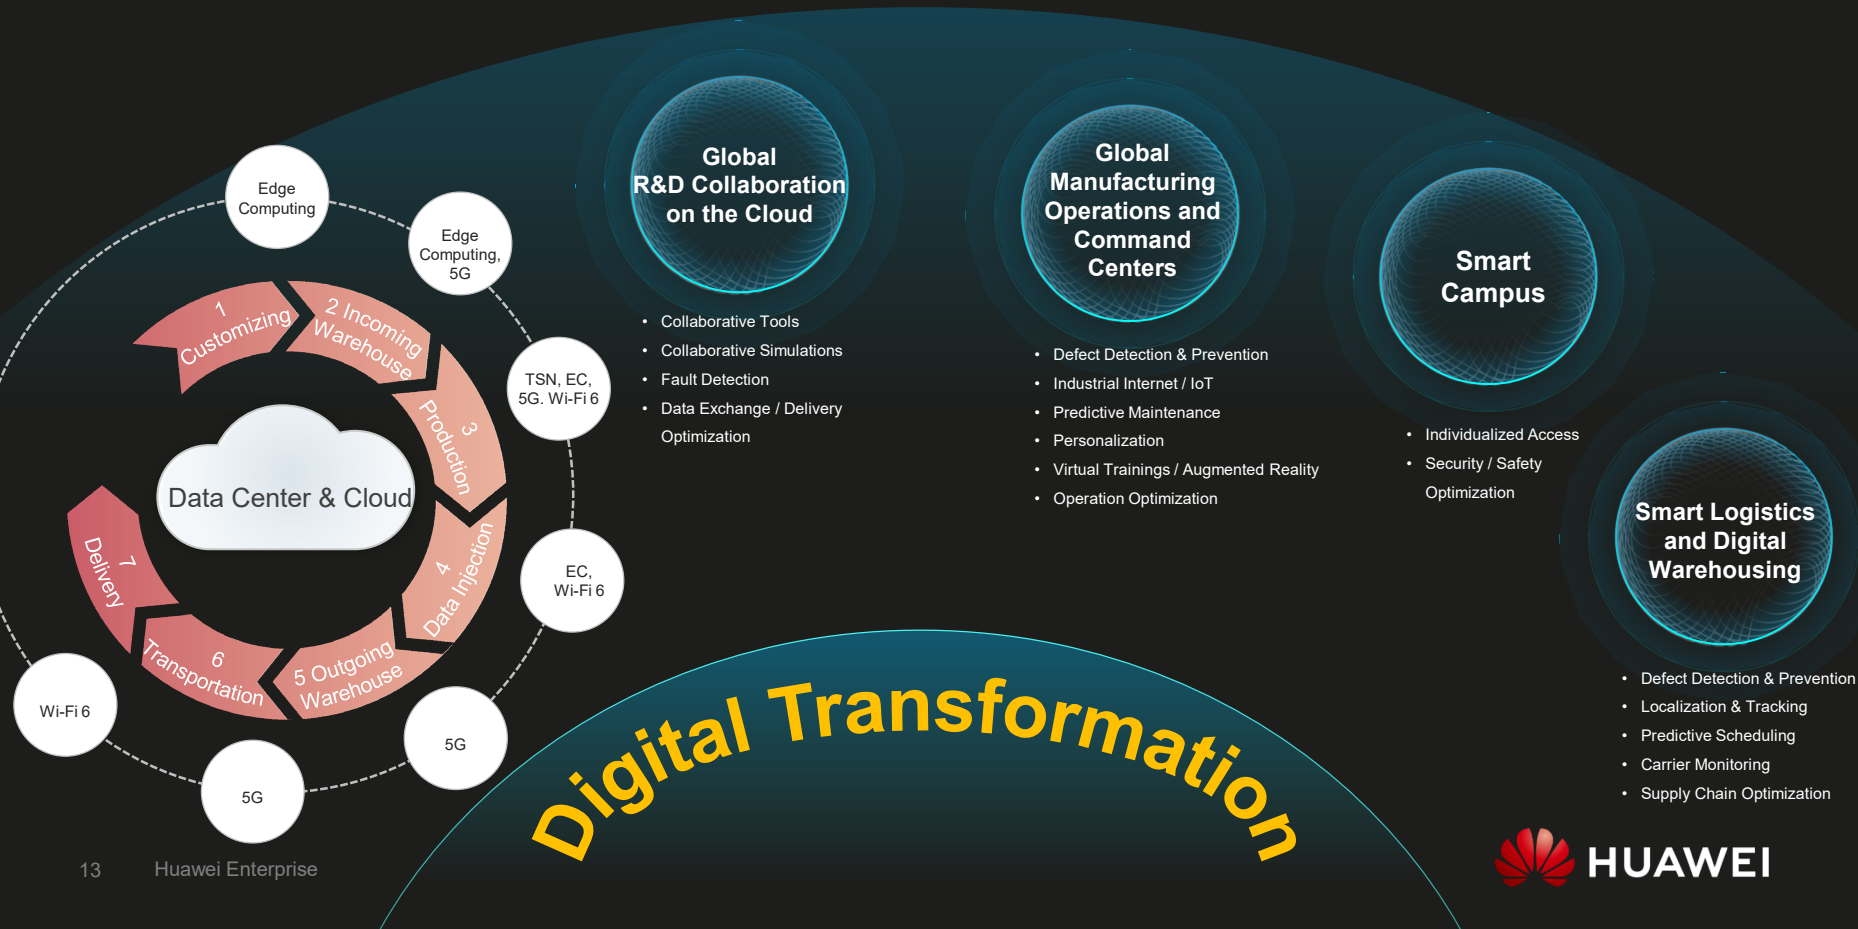 Edge
Computing
Edge
Computing,
5G
TSN, EC,
5G. Wi-Fi 6
EC,
Wi-Fi 6
5G
5G
Wi-Fi 6
1
Customizing
2 Incoming
Warehouse
3
Production
4
Data Injection
5 Outgoing
Warehouse
6
Transportation
7
Delivery
Data Center & Cloud
Global
R&D Collaboration
on the Cloud
• Collaborative Tools
• Collaborative Simulations
• Fault Detection
• Data Exchange / Delivery
Optimization
Global
Manufacturing
Operations and
Command
Centers
• Defect Detection & Prevention
• Industrial Internet / IoT
• Predictive Maintenance
• Personalization
• Virtual Trainings / Augmented Reality
• Operation Optimization
Smart
Campus
• Individualized Access
• Security / Safety
Optimization
Smart Logistics
and Digital
Warehousing
• Defect Detection & Prevention
• Localization & Tracking
• Predictive Scheduling
• Carrier Monitoring
• Supply Chain Optimization
Digital Transformation
13 Huawei Enterprise
HUAWEI